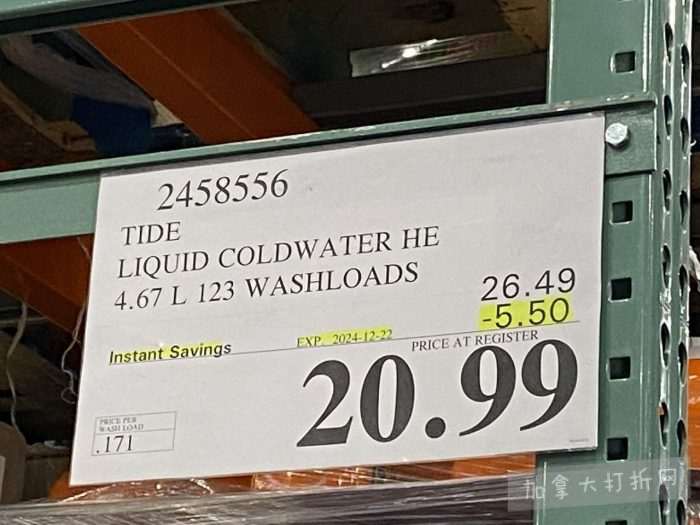 2458556
TIDE
LIQUID COLDWATER HE
4.67 L 123 WASHLOADS
26.49
-5.50
Instant Savings
EXP. 2024-12-22
PRICE AT REGISTER
20.99
PRICE PER
WASH LOAD
.171
加拿大打折网